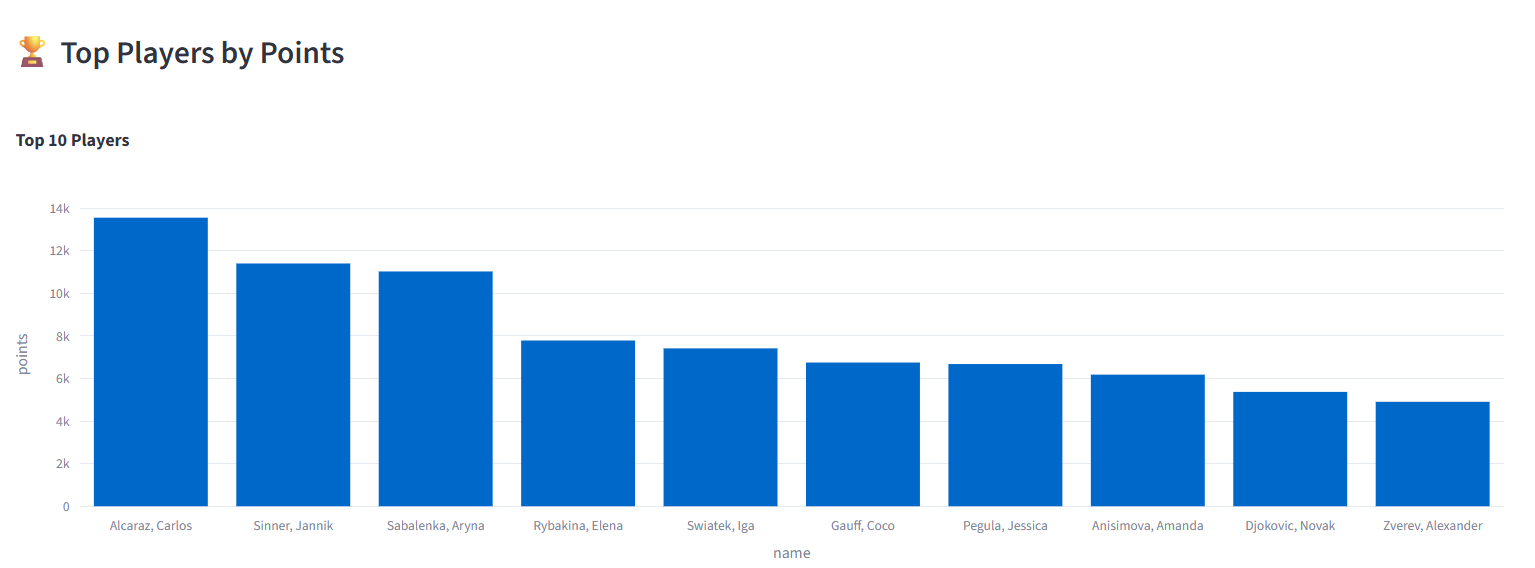 🏆 Top Players by Points
Top 10 Players
14k
12k
10k
8k
6k
4k
2k
0
points
Alcaraz, Carlos
Sinner, Jannik
Sabalenka, Aryna
Rybakina, Elena
Swiatek, Iga
Gauff, Coco
Pegula, Jessica
Anisimova, Amanda
Djokovic, Novak
Zverev, Alexander
name